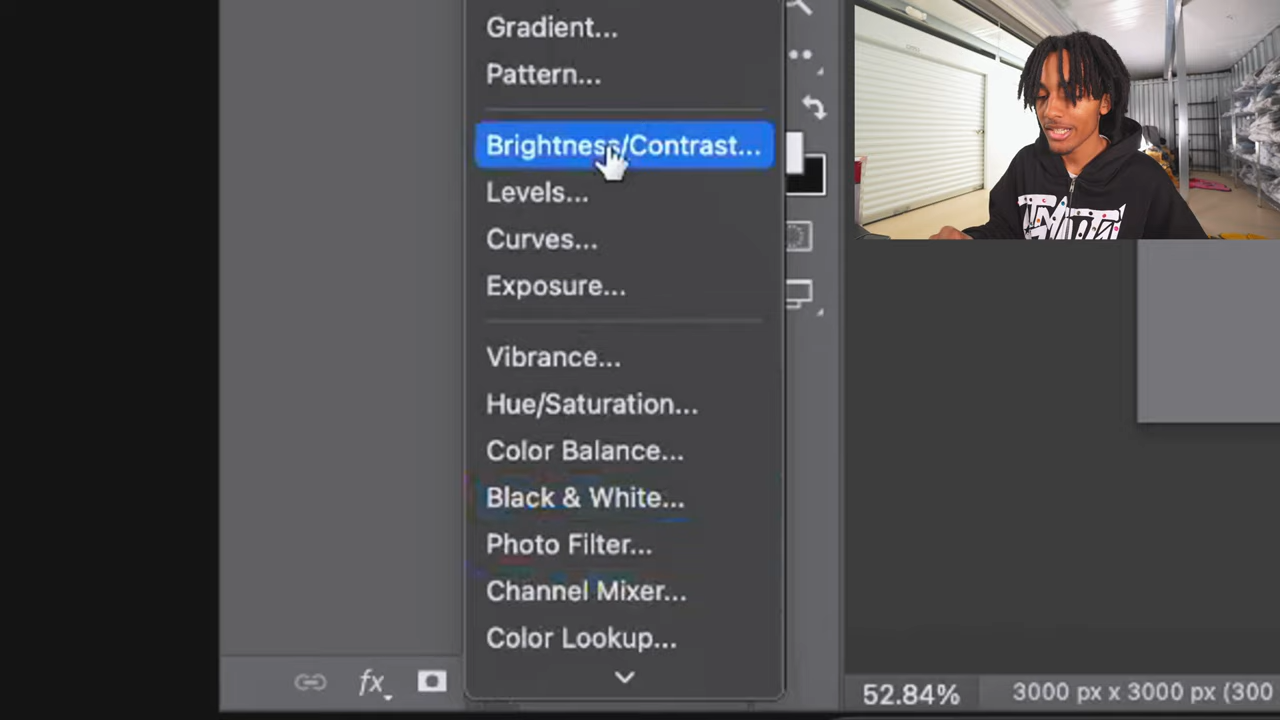 Gradient...
Pattern...
Brightness/Contrast...
Levels...
Curves...
Exposure...
Vibrance...
Hue/Saturation...
Color Balance...
Black & White...
Photo Filter...
Channel Mixer...
Color Lookup...
fx
52.84%
3000 px x 3000 px (300